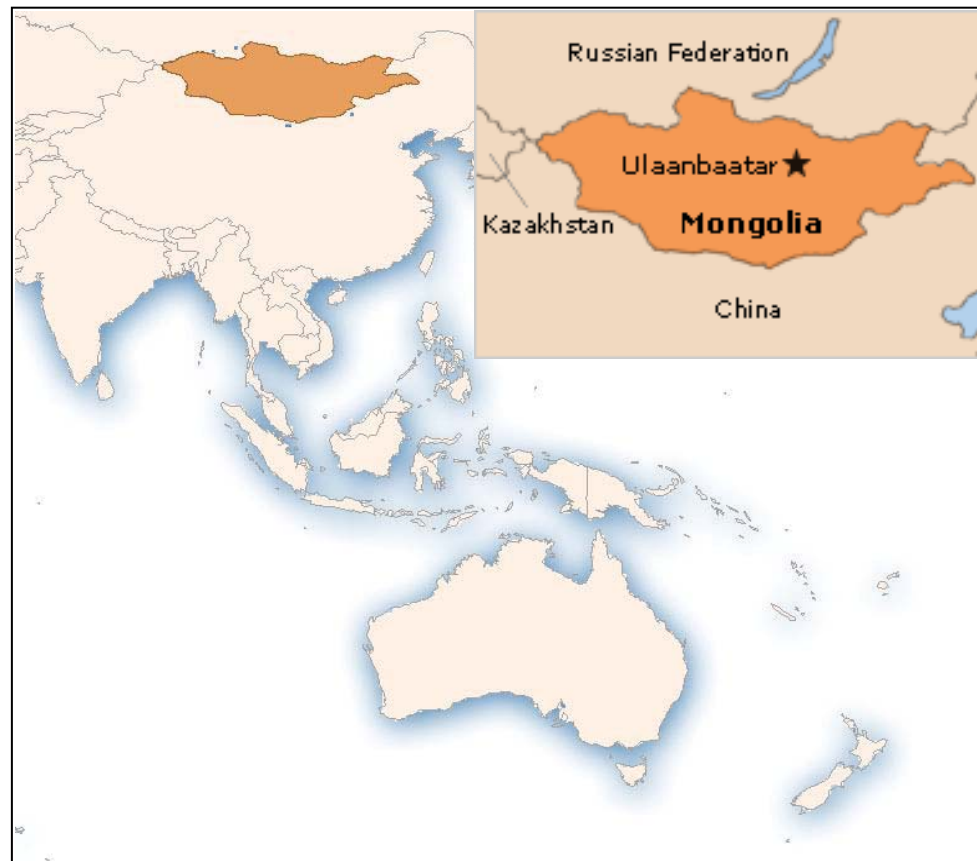 Russian Federation
Ulaanbaatar
Kazakhstan
Mongolia
China